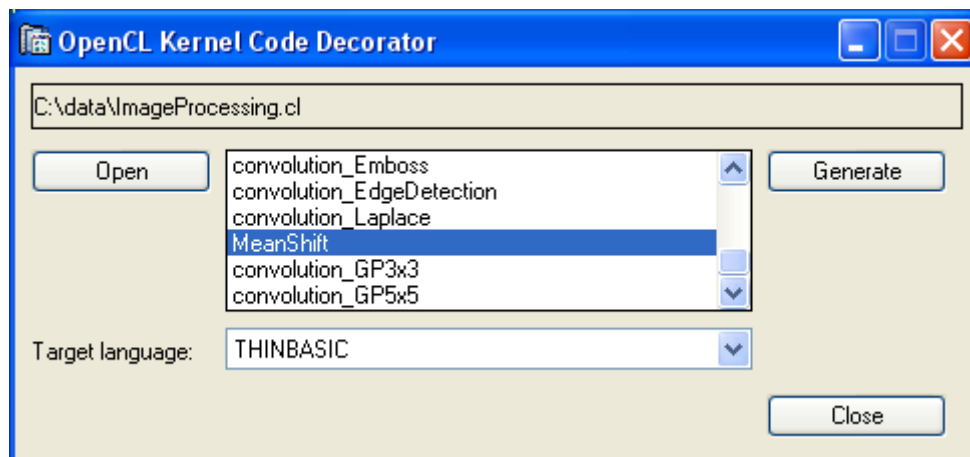 OpenCL Kernel Code Decorator
C:\data\ImageProcessing.cl
Open
convolution_Emboss
convolution_EdgeDetection
convolution_Laplace
MeanShift
convolution_GP3x3
convolution_GP5x5
Generate
Target language:
THINBASIC
Close